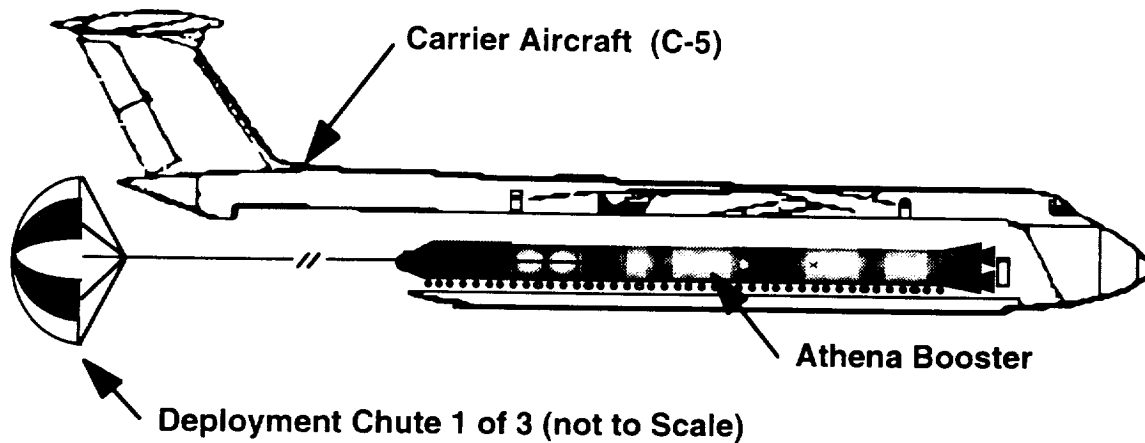 Carrier Aircraft (C-5)
Athena Booster
Deployment Chute 1 of 3 (not to Scale)